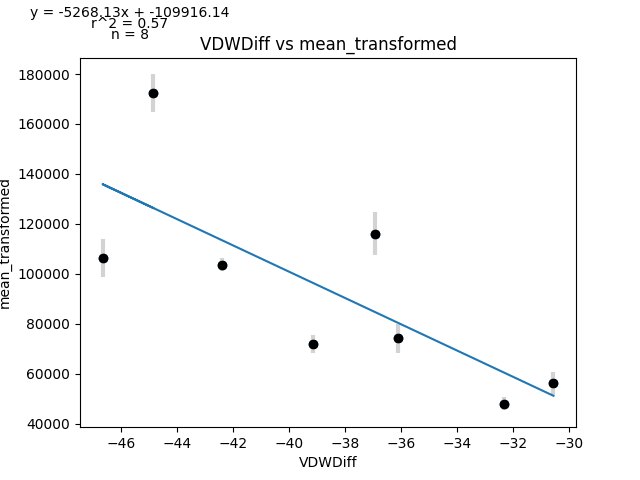 y = -5268.13x + -109916.14
r^2 = 0.57
n = 8
VDWDiff vs mean_transformed
180000
160000
140000
120000
100000
80000
60000
40000
mean_transformed
−46
−44
−42
−40
−38
−36
−34
−32
−30
VDWDiff